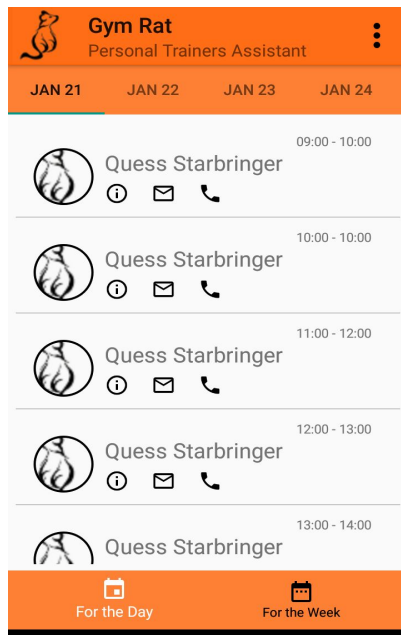 Gym Rat
Personal Trainers Assistant
JAN 21 JAN 22 JAN 23 JAN 24
09:00 - 10:00
Quess Starbringer
10:00 - 10:00
Quess Starbringer
11:00 - 12:00
Quess Starbringer
12:00 - 13:00
Quess Starbringer
13:00 - 14:00
Quess Starbringer
For the Day For the Week